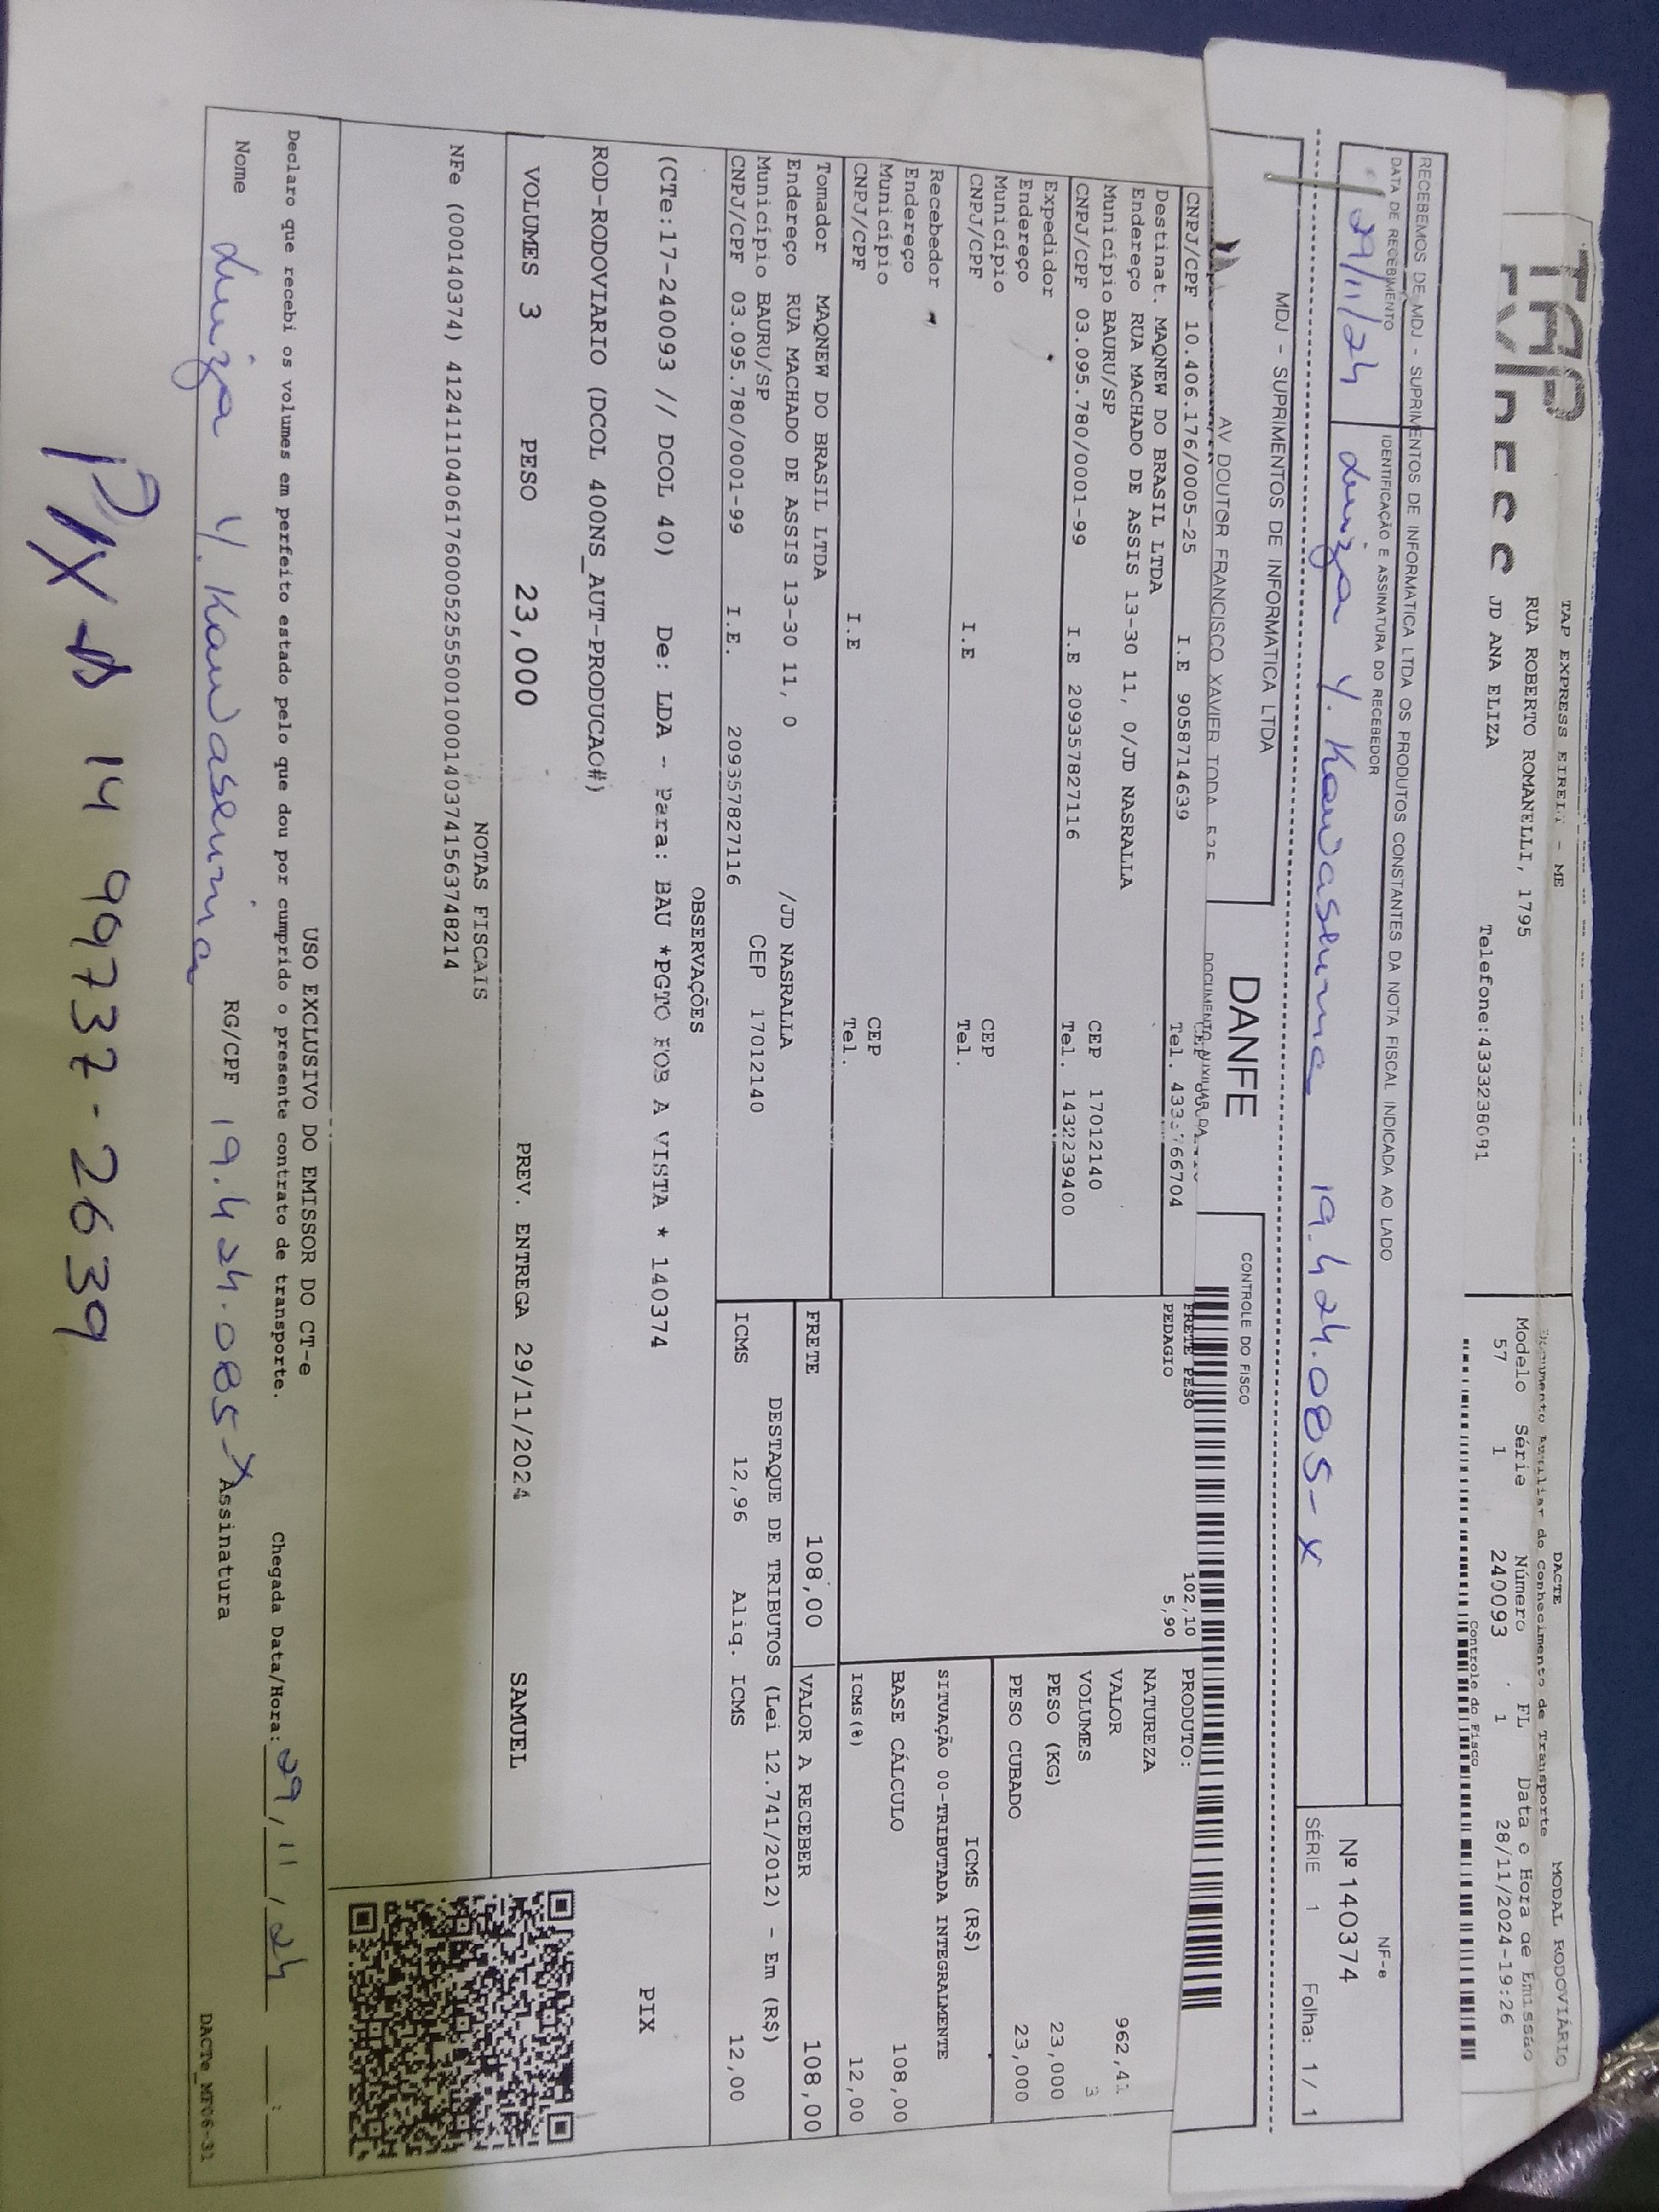 TAP EXPRESS EIRELI - ME
RUA ROBERTO ROMANELLI, 1795
JD ANA ELIZA
Telefone:4333238081
DACTE
MODAL RODOVIÁRIO
Documento Auxiliar do Conhecimento de Transporte
Modelo Série Número FL Data e Hora de Emissão
57 1 240093 1 1 28/11/2024-19:26
Controle do Fisco
RECEBEMOS DE MDJ - SUPRIMENTOS DE INFORMATICA LTDA OS PRODUTOS CONSTANTES DA NOTA FISCAL INDICADA AO LADO
DATA DE RECEBIMENTO
IDENTIFICAÇÃO E ASSINATURA DO RECEBEDOR
29/11/24 Luiza Y. Kawaseuma 19.424.085-x
NF-e
Nº 140374
SÉRIE 1 Folha: 1/ 1
MDJ - SUPRIMENTOS DE INFORMATICA LTDA
AV DOUTOR FRANCISCO XAVIER TODA 525
DANFE
DOCUMENTO AUXILIAR DA
CONTROLE DO FISCO
CNPJ/CPF 10.406.176/0005-25 I.E 9058714639
Destinat. MAQNEW DO BRASIL LTDA
Endereço RUA MACHADO DE ASSIS 13-30 11, 0/JD NASRALLA
Município BAURU/SP CEP 17012140
CNPJ/CPF 03.095.780/0001-99 I.E 209357827116 Tel. 1432239400
Expedidor
Endereço
Município CEP
CNPJ/CPF I.E Tel.
Recebedor
Endereço
Município CEP
CNPJ/CPF I.E Tel.
Tomador MAQNEW DO BRASIL LTDA
Endereço RUA MACHADO DE ASSIS 13-30 11, 0 /JD NASRALLA
Município BAURU/SP CEP 17012140
CNPJ/CPF 03.095.780/0001-99 I.E. 209357827116
FRETE PESO 102,10
PEDAGIO 5,90
PRODUTO:
NATUREZA
VALOR 962,41
VOLUMES 3
PESO (KG) 23,000
PESO CUBADO 23,000
ICMS (R$)
SITUAÇÃO 00-TRIBUTADA INTEGRALMENTE
BASE CÁLCULO 108,00
ICMS(%) 12,00
FRETE 108,00 VALOR A RECEBER 108,00
DESTAQUE DE TRIBUTOS (Lei 12.741/2012) - Em (R$)
ICMS 12,96 Aliq. ICMS 12,00
OBSERVAÇÕES
(CTe:17-240093 // DCOL 40) De: LDA - Para: BAU *PGTO FOB A VISTA * 140374
ROD-RODOVIARIO (DCOL 400NS_AUT-PRODUCAO#)
PIX
VOLUMES 3 PESO 23,000 PREV. ENTREGA 29/11/2024 SAMUEL
NOTAS FISCAIS
NFe (000140374) 41241110406176000525550010001403741563748214
USO EXCLUSIVO DO EMISSOR DO CT-e
Declaro que recebi os volumes em perfeito estado pelo que dou por cumprido o presente contrato de transporte.
Chegada Data/Hora: 29/11/24 __:__
Nome Luiza Y. Kawaseuma RG/CPF 19.424.085-x Assinatura
DACTe_MF06-31
PIX 14 99737-2639